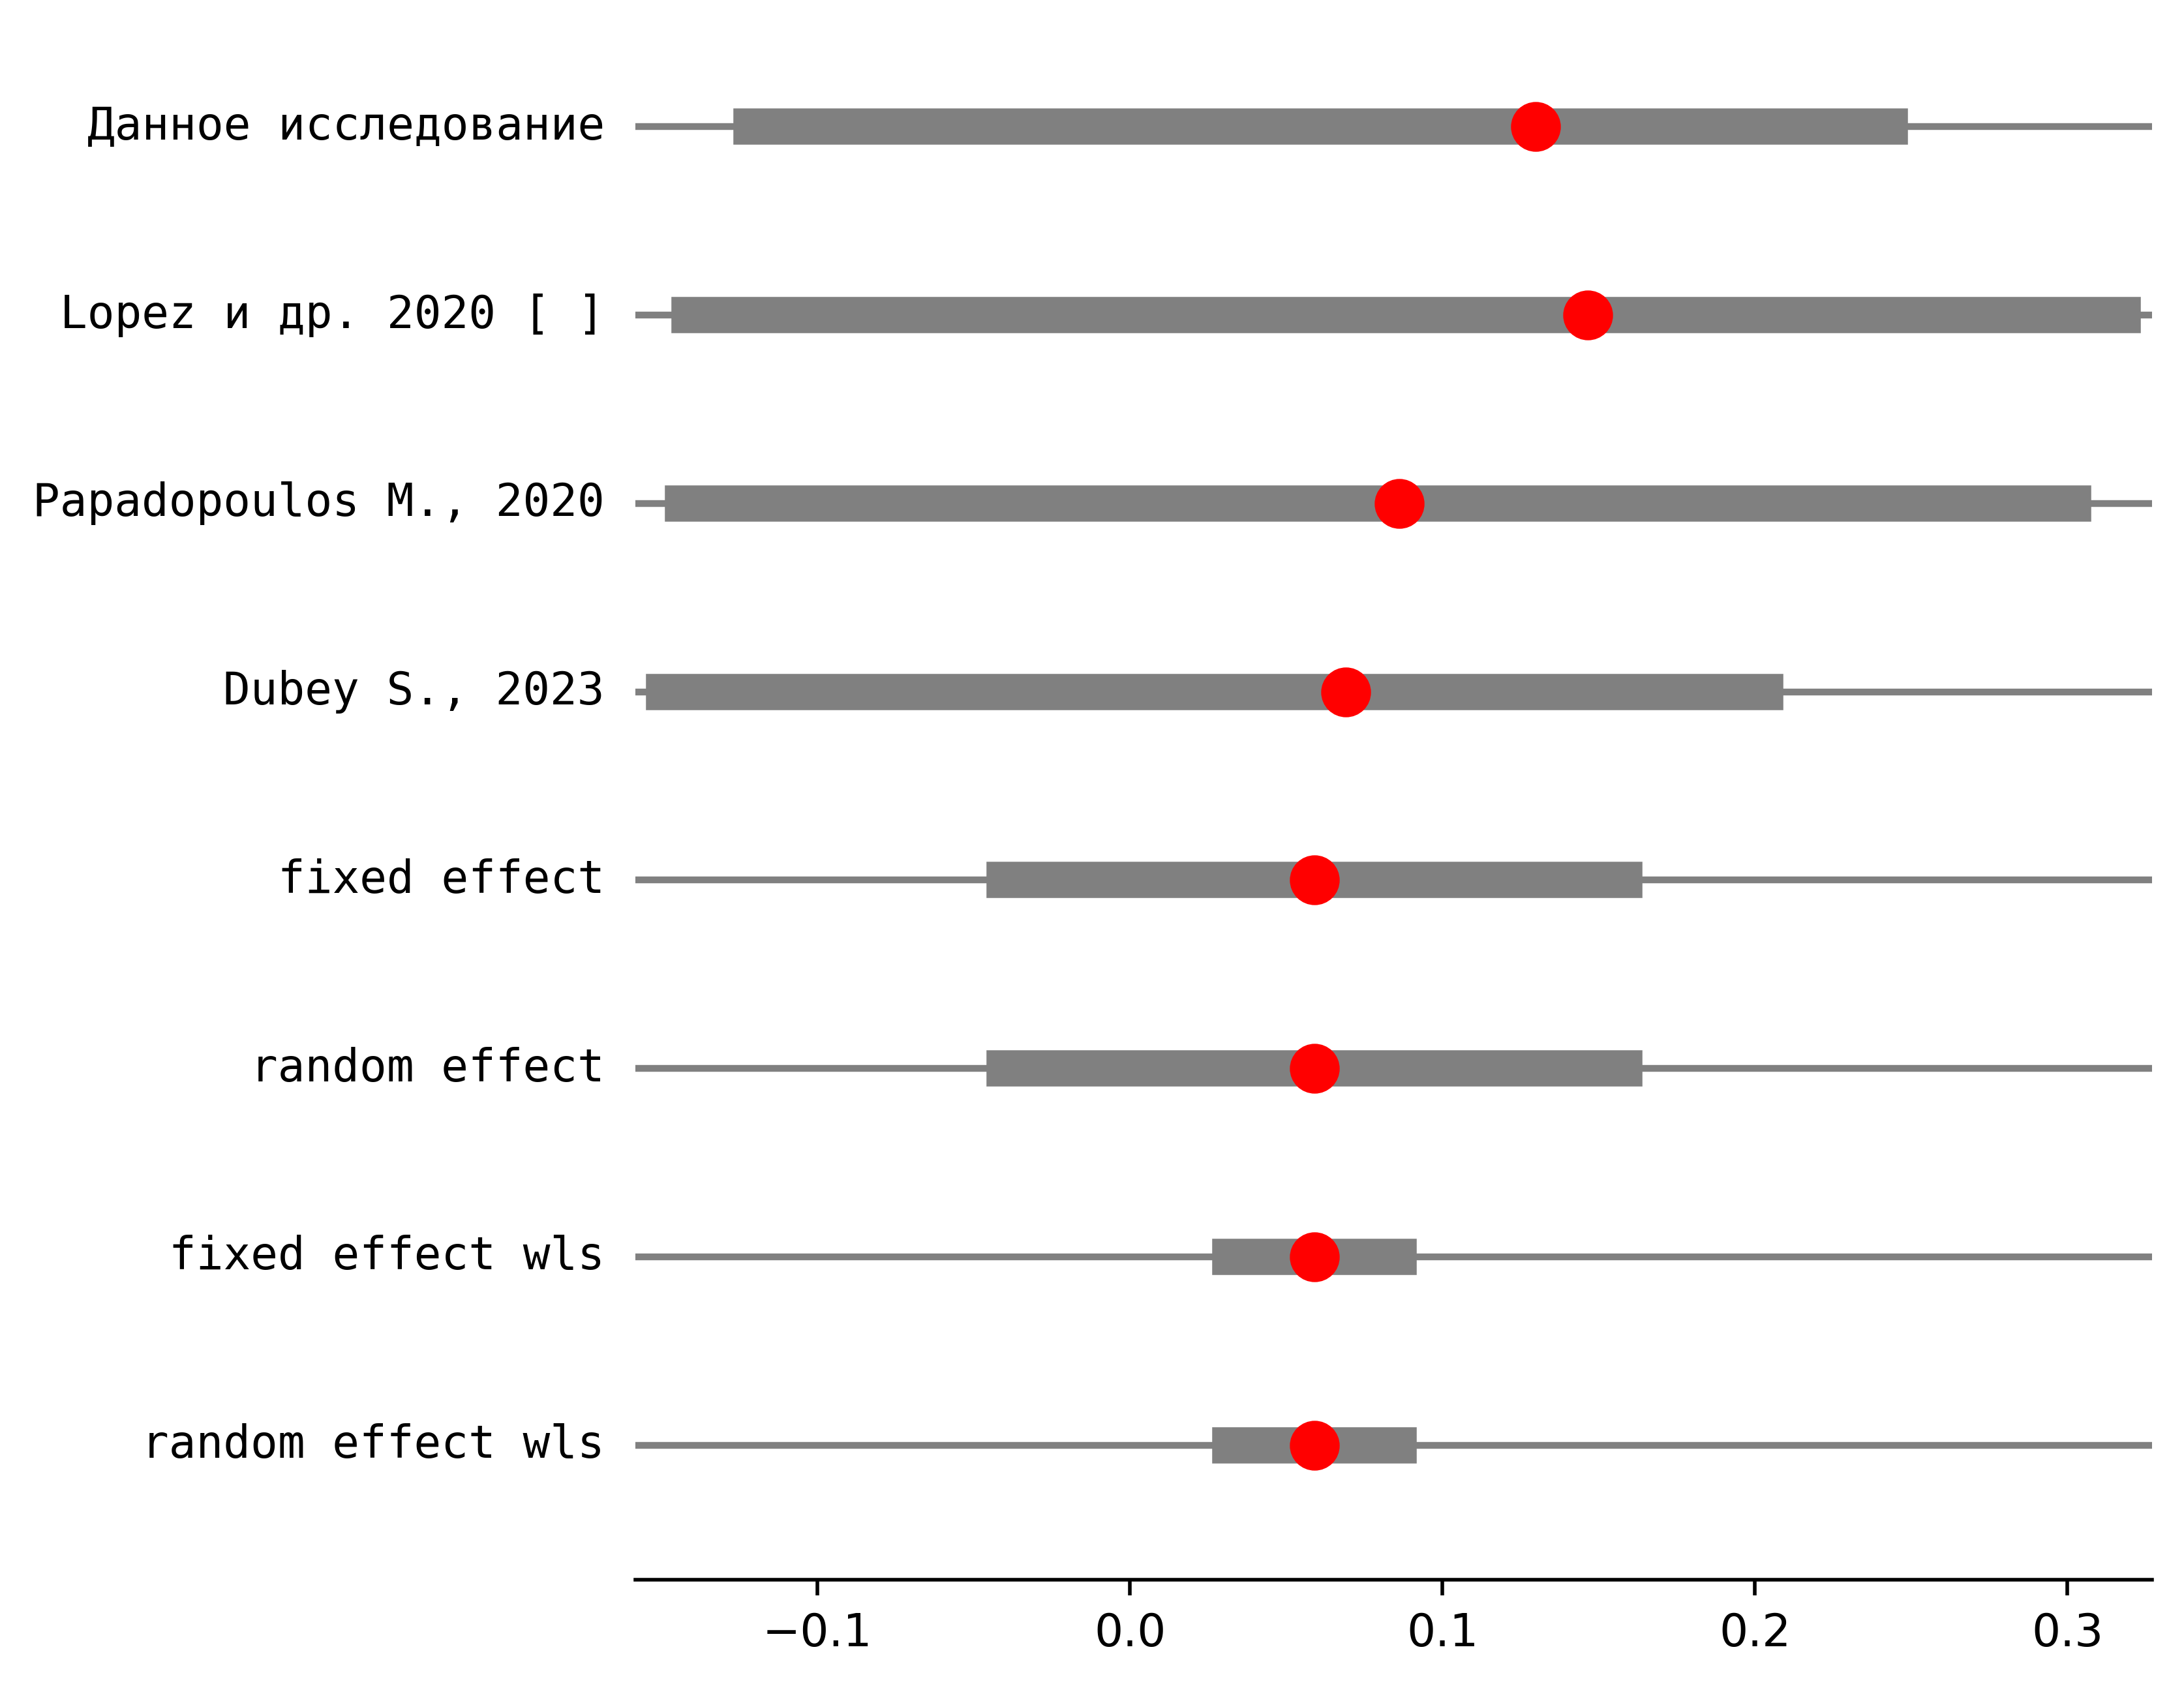 Данное исследование
Lopez и др. 2020 [ ]
Papadopoulos M., 2020
Dubey S., 2023
fixed effect
random effect
fixed effect wls
random effect wls
−0.1 0.0 0.1 0.2 0.3